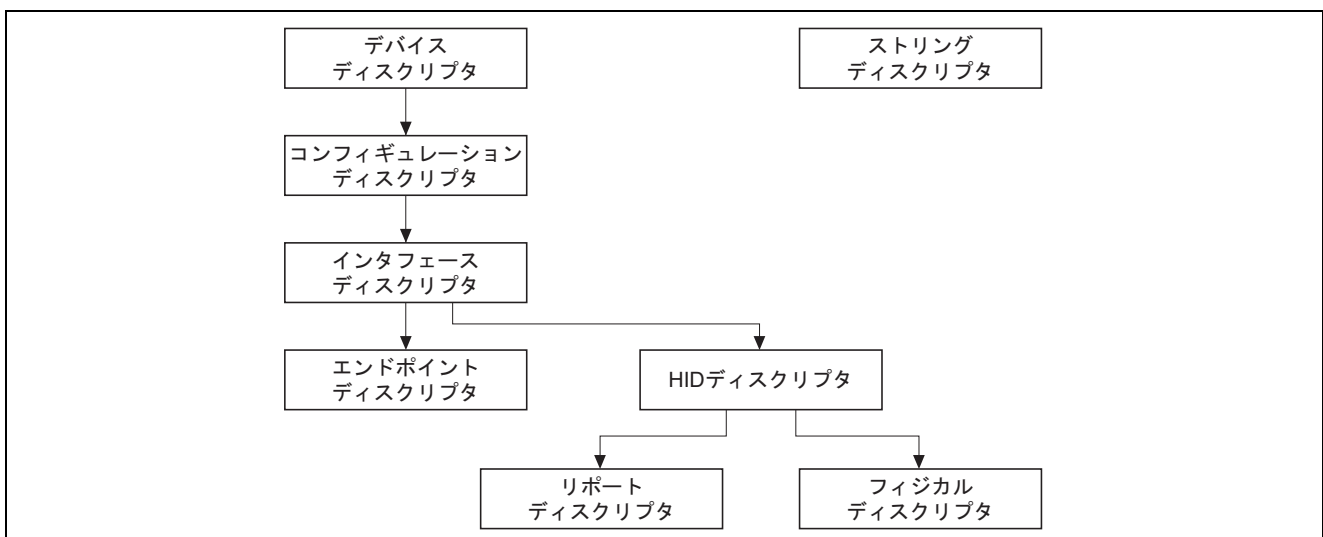 デバイス
ディスクリプタ
ストリング
ディスクリプタ
コンフィギュレーション
ディスクリプタ
インタフェース
ディスクリプタ
エンドポイント
ディスクリプタ
HIDディスクリプタ
リポート
ディスクリプタ
フィジカル
ディスクリプタ